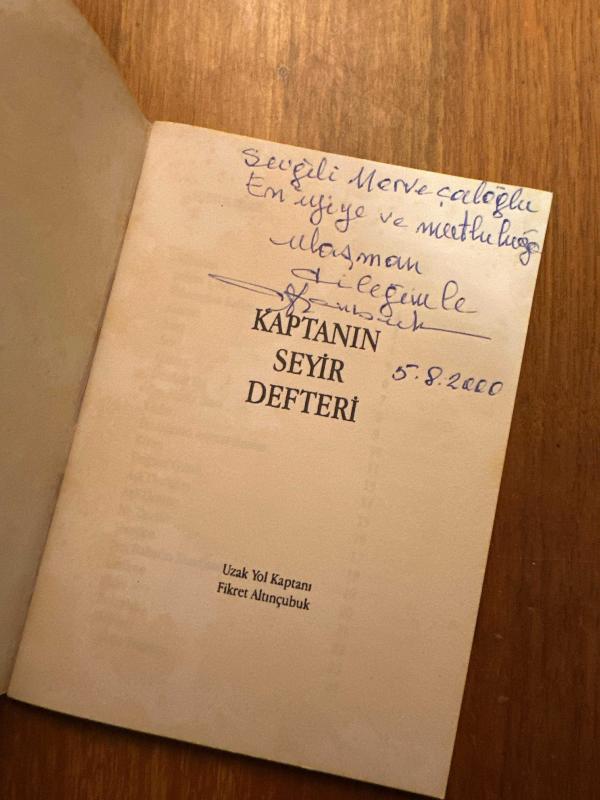 Sevgili Merve Çaloğlu
En iyiye ve mutluluğa
ulaşman
dileğimle
KAPTANIN
SEYİR
DEFTERİ
5.8.2000
Uzak Yol Kaptanı
Fikret Altınçubuk